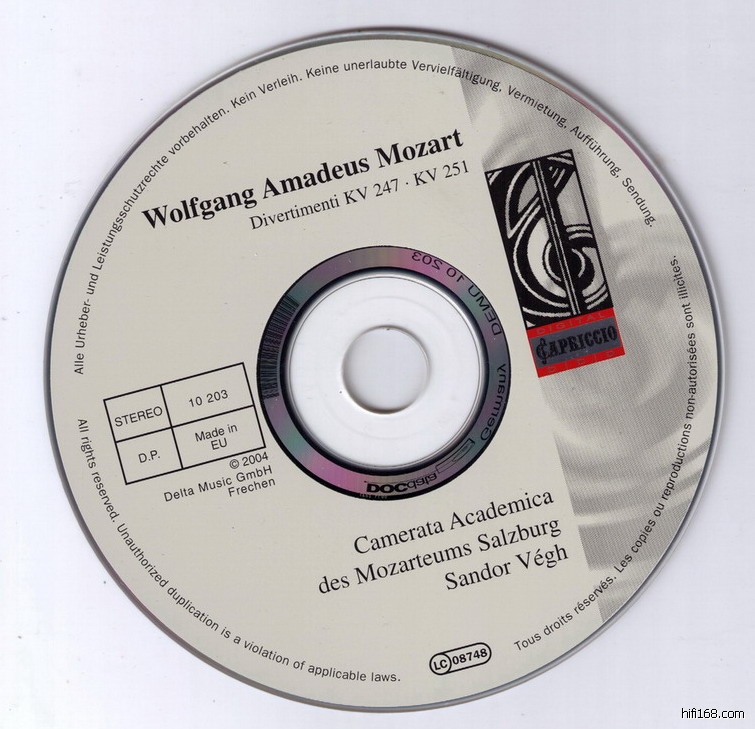 Alle Urheber- und Leistungsschutzrechte vorbehalten. Kein Verleih. Keine unerlaubte Vervielfältigung, Vermietung, Aufführung, Sendung.
Wolfgang Amadeus Mozart
Divertimenti KV 247 · KV 251
DIGITAL
CAPRICCIO
DEMU 10 203
Germany
DOCdata
STEREO
10 203
D.P.
Made in
EU
© 2004
Delta Music GmbH
Frechen
Camerata Academica
des Mozarteums Salzburg
Sandor Végh
LC 08748
All rights reserved. Unauthorized duplication is a violation of applicable laws.
Tous droits réservés. Les copies ou reproductions non-autorisées sont illicites.
hifi168.com